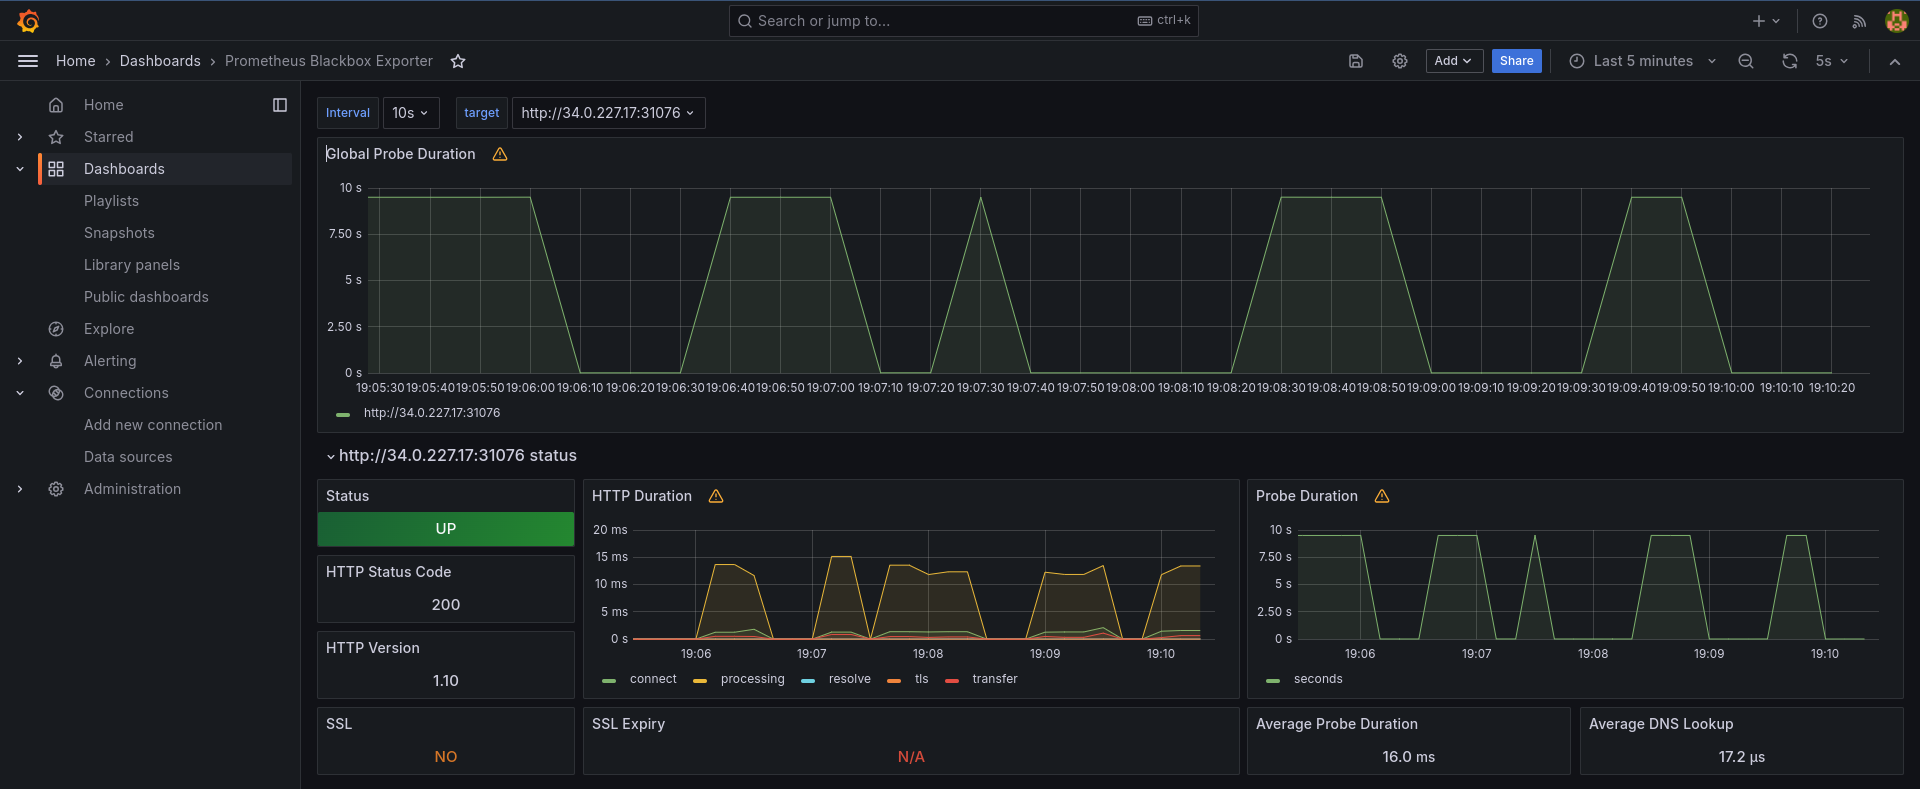 Search or jump to...
ctrl+k
Home › Dashboards › Prometheus Blackbox Exporter
Add
Share
Last 5 minutes
5s
Home
Starred
Dashboards
Playlists
Snapshots
Library panels
Public dashboards
Explore
Alerting
Connections
Add new connection
Data sources
Administration
Interval
10s
target
http://34.0.227.17:31076
Global Probe Duration
10 s
7.50 s
5 s
2.50 s
0 s
19:05:30 19:05:40 19:05:50 19:06:00 19:06:10 19:06:20 19:06:30 19:06:40 19:06:50 19:07:00 19:07:10 19:07:20 19:07:30 19:07:40 19:07:50 19:08:00 19:08:10 19:08:20 19:08:30 19:08:40 19:08:50 19:09:00 19:09:10 19:09:20 19:09:30 19:09:40 19:09:50 19:10:00 19:10:10 19:10:20
http://34.0.227.17:31076
http://34.0.227.17:31076 status
Status
UP
HTTP Status Code
200
HTTP Version
1.10
SSL
NO
HTTP Duration
20 ms
15 ms
10 ms
5 ms
0 s
19:06 19:07 19:08 19:09 19:10
connect processing resolve tls transfer
Probe Duration
10 s
7.50 s
5 s
2.50 s
0 s
19:06 19:07 19:08 19:09 19:10
seconds
SSL Expiry
N/A
Average Probe Duration
16.0 ms
Average DNS Lookup
17.2 µs